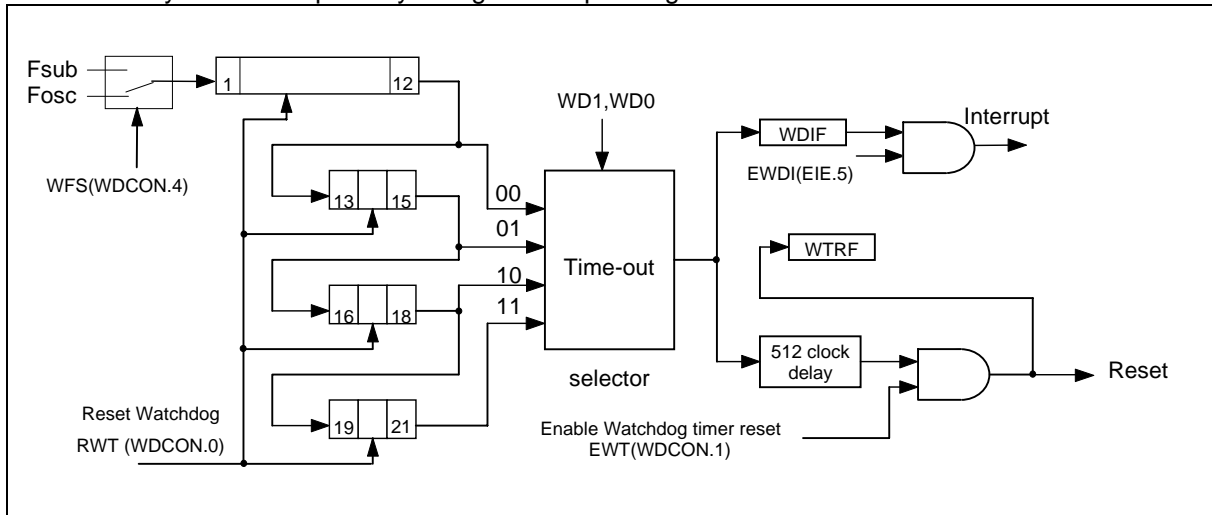 Fsub
Fosc
1
12
WFS(WDCON.4)
WD1,WD0
13
15
16
18
19
21
00
01
10
11
Time-out
selector
WDIF
EWDI(EIE.5)
Interrupt
WTRF
512 clock
delay
Reset
Enable Watchdog timer reset
EWT(WDCON.1)
Reset Watchdog
RWT (WDCON.0)